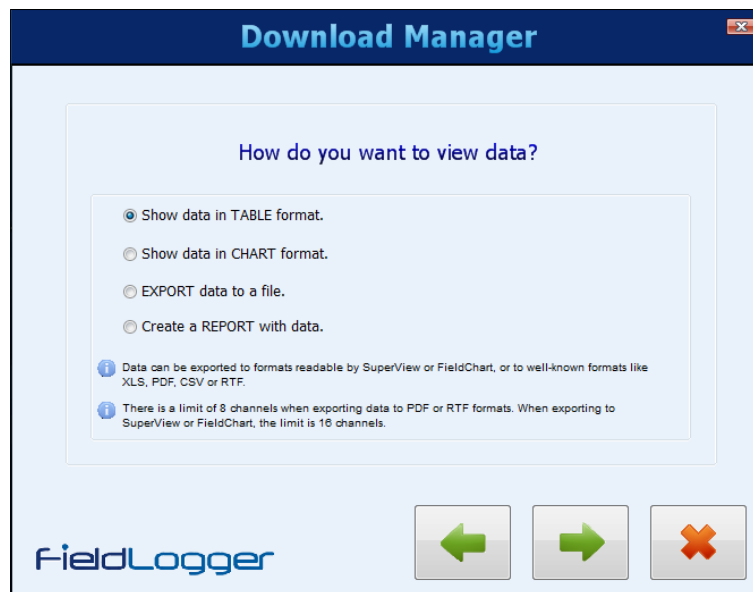 Download Manager
How do you want to view data?
Show data in TABLE format.
Show data in CHART format.
EXPORT data to a file.
Create a REPORT with data.
Data can be exported to formats readable by SuperView or FieldChart, or to well-known formats like
XLS, PDF, CSV or RTF.
There is a limit of 8 channels when exporting data to PDF or RTF formats. When exporting to
SuperView or FieldChart, the limit is 16 channels.
FieldLogger